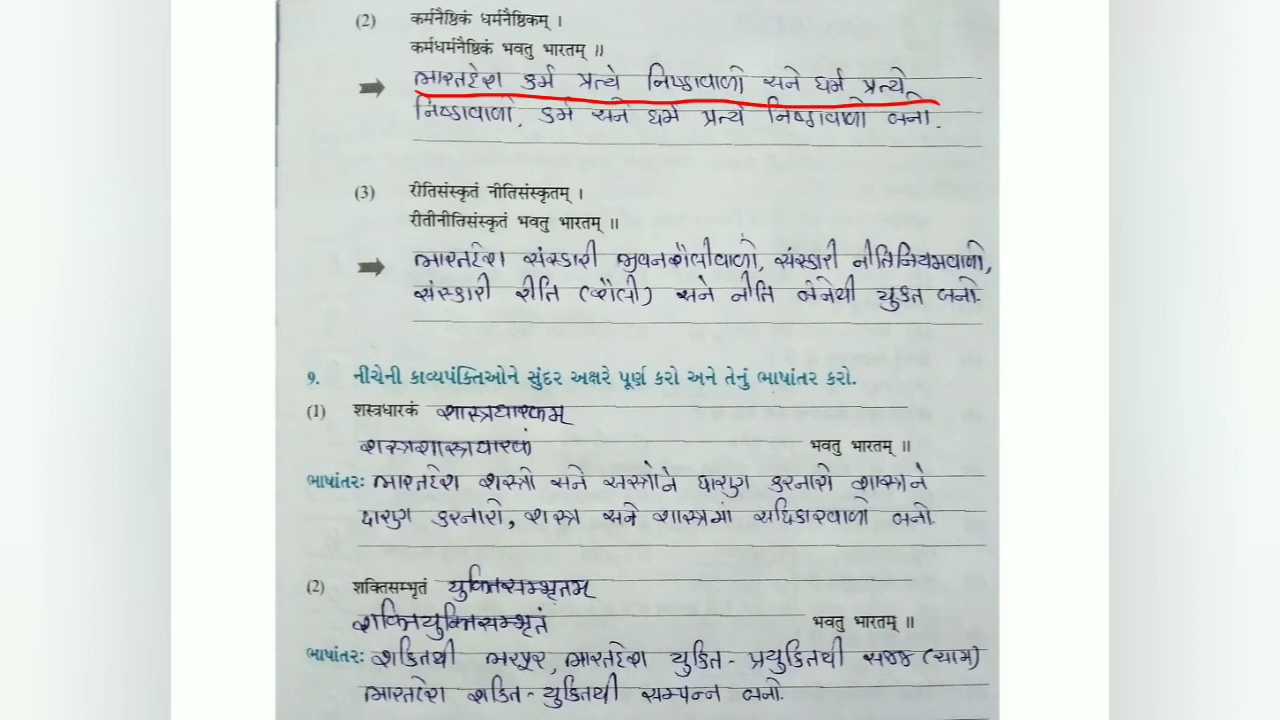 (2) कर्मनैष्ठिकं धर्मनैष्ठिकम् ।
कर्मधर्मनैष्ठिकं भवतु भारतम् ॥
ભારતદેશ કર્મ પ્રત્યે નિષ્ઠાવાળો અને ધર્મ પ્રત્યે
નિષ્ઠાવાળો, કર્મ અને ધર્મ પ્રત્યે નિષ્ઠાવાળો બનો.
(3) रीतिसंस्कृतं नीतिसंस्कृतम् ।
रीतीनीतिसंस्कृतं भवतु भारतम् ॥
ભારતદેશ સંસ્કારી જીવનશૈલીવાળો, સંસ્કારી નીતિનિયમવાળો,
સંસ્કારી રીતિ (શૈલી) અને નીતિ બંનેથી યુક્ત બનો.
9. નીચેની કાવ્યપંક્તિઓને સુંદર અક્ષરે પૂર્ણ કરો અને તેનું ભાષાંતર કરો.
(1) शस्त्रधारकं शास्त्रधारकम्
शस्त्रशास्त्रधारकं भवतु भारतम् ॥
ભાષાંતર: ભારતદેશ શસ્ત્રો અને અસ્ત્રોને ધારણ કરનારો શાસ્ત્રને
ધારણ કરનારો, શસ્ત્ર અને શાસ્ત્રમાં અધિકારવાળો બનો.
(2) शक्तिसम्भृतं युक्तिसम्भृतम्
शक्तियुक्तिसम्भृतं भवतु भारतम् ॥
ભાષાંતર: શક્તિથી ભરપૂર, ભારતદેશ યુક્તિ - પ્રયુક્તિથી સજ્જ (આમ)
ભારતદેશ શક્તિ - યુક્તિથી સમ્પન્ન બનો.